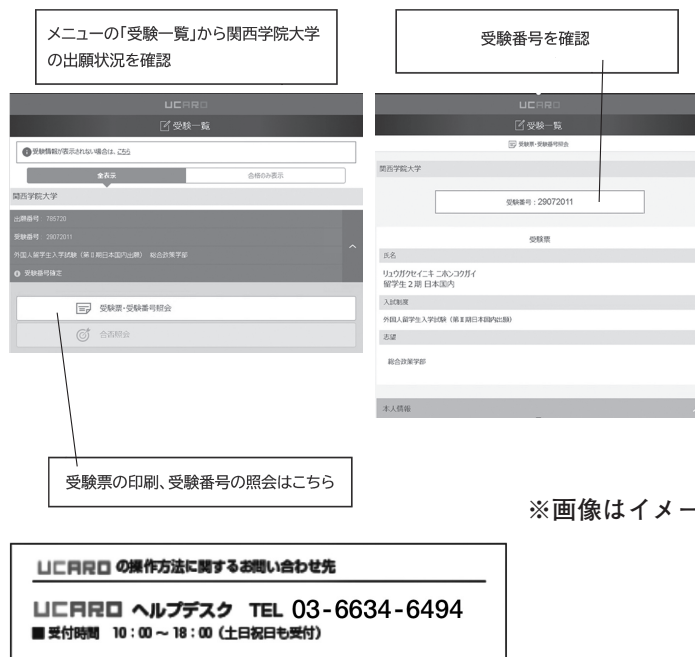 メニューの「受験一覧」から関西学院大学
の出願状況を確認
UCARO
受験一覧
受験情報が表示されない場合は、こちら
全表示
合格のみ表示
関西学院大学
出願番号 785720
受験番号 29072011
外国人留学生入学試験（第Ⅱ期日本国内出願） 総合政策学部
受験番号確定
受験票・受験番号照会
合否照会
受験票の印刷、受験番号の照会はこちら
受験番号を確認
UCARO
受験一覧
受験票・受験番号照会
関西学院大学
受験番号：29072011
受験票
氏名
リュウガクセイニキ ニホンコクガイ
留学生２期 日本国内
入試制度
外国人留学生入学試験（第Ⅱ期日本国内出願）
志望
総合政策学部
本人情報
※画像はイメー
UCARO の操作方法に関するお問い合わせ先
UCARO ヘルプデスク TEL 03-6634-6494
■ 受付時間 10：00～18：00（土日祝日も受付）